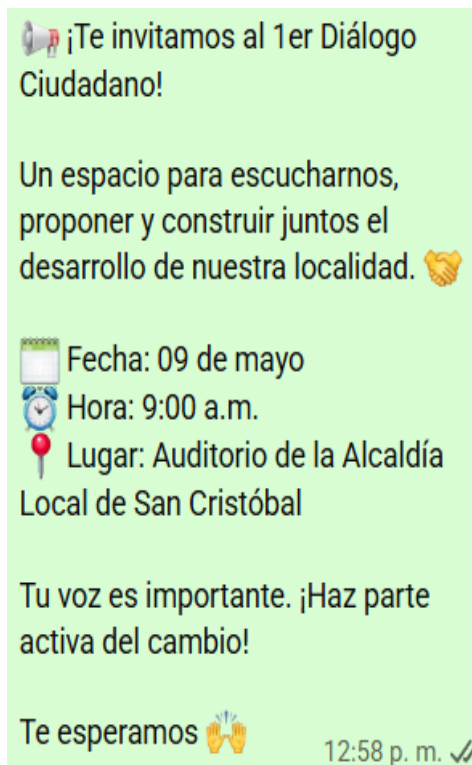 📢 ¡Te invitamos al 1er Diálogo
Ciudadano!
Un espacio para escucharnos,
proponer y construir juntos el
desarrollo de nuestra localidad. 🤝
🗓️ Fecha: 09 de mayo
⏰ Hora: 9:00 a.m.
📍 Lugar: Auditorio de la Alcaldía
Local de San Cristóbal
Tu voz es importante. ¡Haz parte
activa del cambio!
Te esperamos 🙌
12:58 p. m.